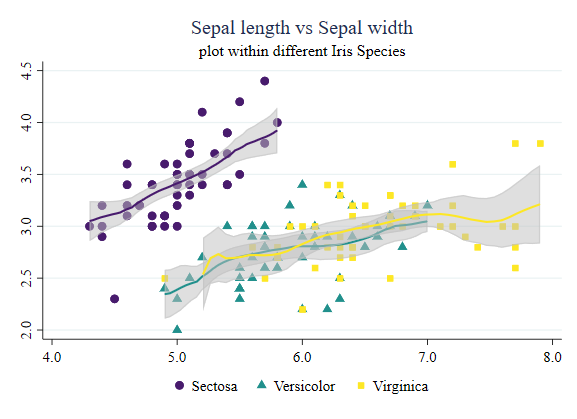 Sepal length vs Sepal width
plot within different Iris Species
4.5
4.0
3.5
3.0
2.5
2.0
4.0 5.0 6.0 7.0 8.0
Sectosa Versicolor Virginica